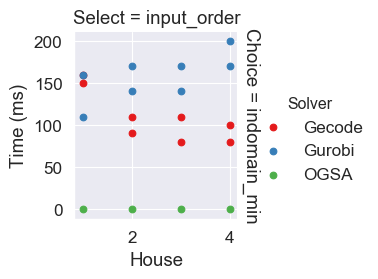 Select = input_order
200
150
100
50
0
Time (ms)
2
4
House
Choice = indomain_min
Solver
Gecode
Gurobi
OGSA